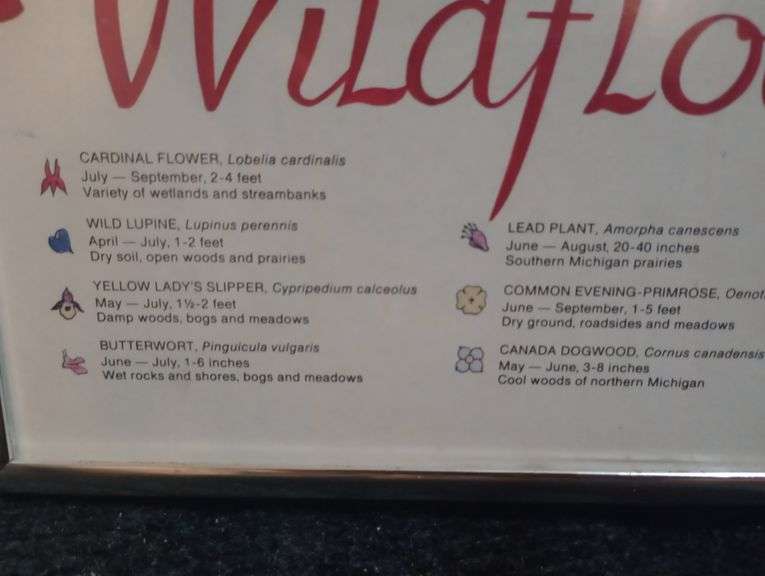 Wildflo
CARDINAL FLOWER, Lobelia cardinalis
July — September, 2-4 feet
Variety of wetlands and streambanks
WILD LUPINE, Lupinus perennis
April — July, 1-2 feet
Dry soil, open woods and prairies
YELLOW LADY'S SLIPPER, Cypripedium calceolus
May — July, 1½-2 feet
Damp woods, bogs and meadows
BUTTERWORT, Pinguicula vulgaris
June — July, 1-6 inches
Wet rocks and shores, bogs and meadows
LEAD PLANT, Amorpha canescens
June — August, 20-40 inches
Southern Michigan prairies
COMMON EVENING-PRIMROSE, Oenot
June — September, 1-5 feet
Dry ground, roadsides and meadows
CANADA DOGWOOD, Cornus canadensis
May — June, 3-8 inches
Cool woods of northern Michigan